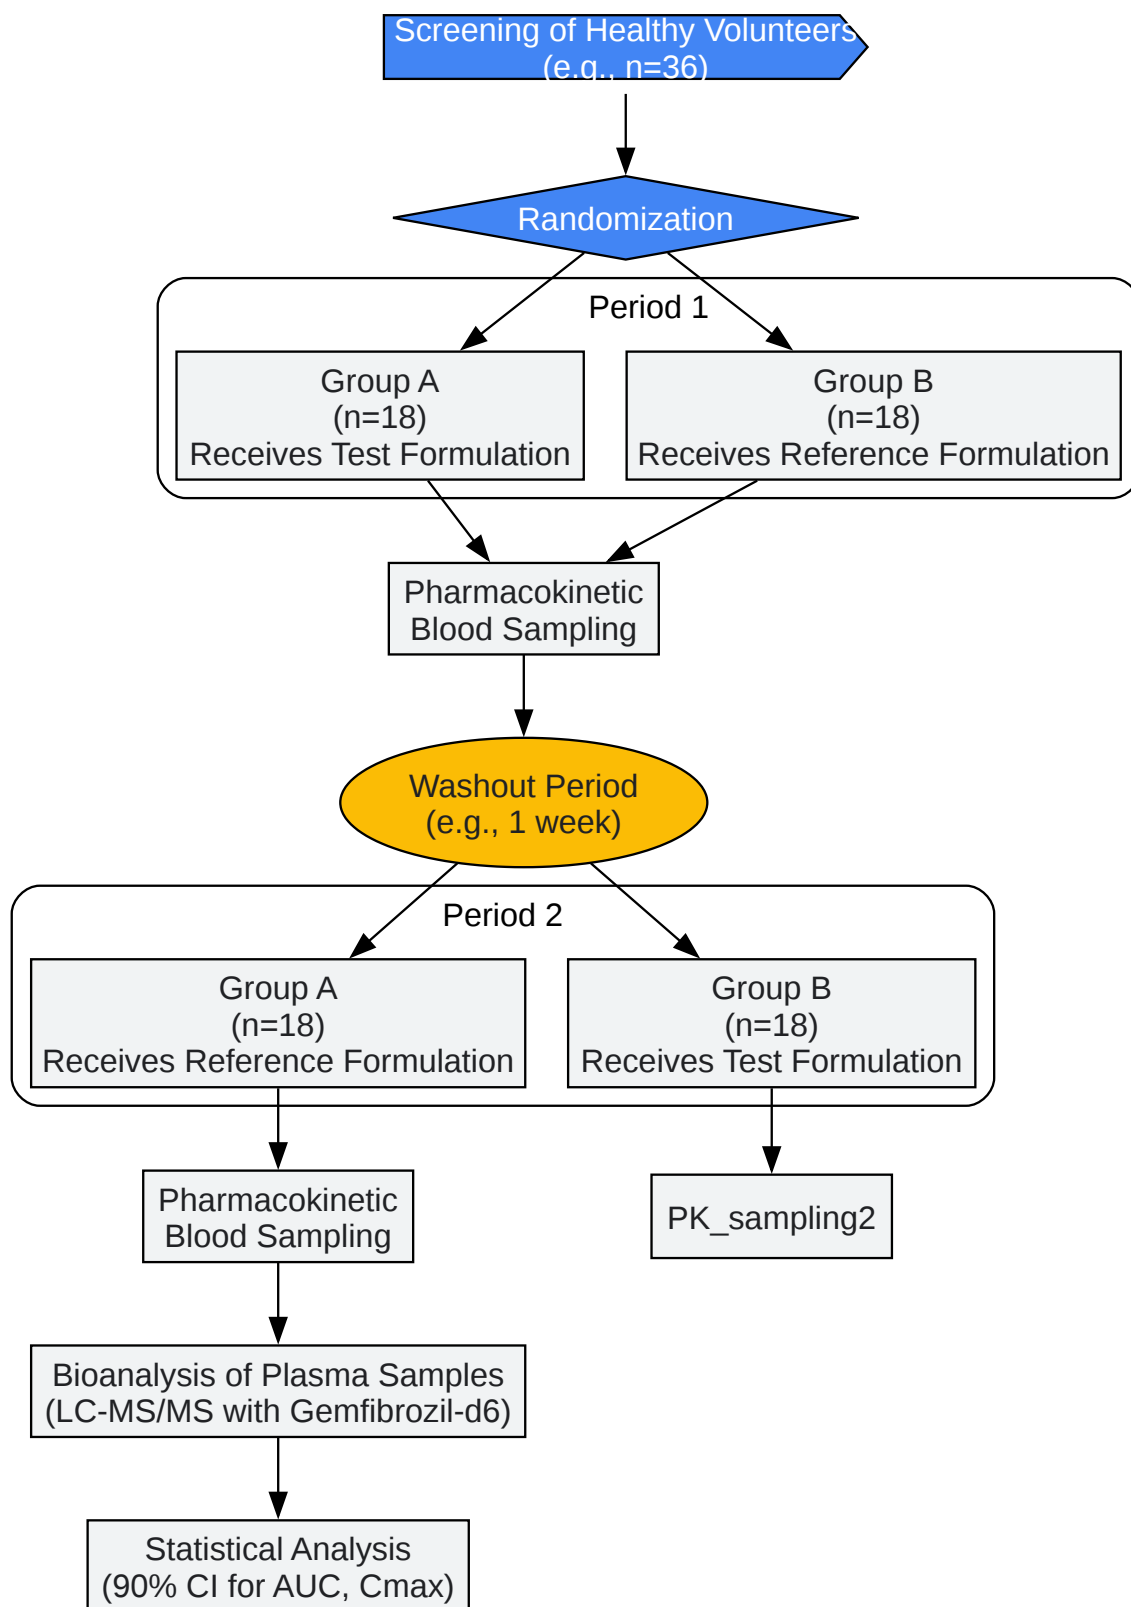 Screening of Healthy Volunteers
(e.g., n=36)
Randomization
Period 1
Group A
(n=18)
Receives Test Formulation
Group B
(n=18)
Receives Reference Formulation
Pharmacokinetic
Blood Sampling
Washout Period
(e.g., 1 week)
Period 2
Group A
(n=18)
Receives Reference Formulation
Group B
(n=18)
Receives Test Formulation
Pharmacokinetic
Blood Sampling
PK_sampling2
Bioanalysis of Plasma Samples
(LC-MS/MS with Gemfibrozil-d6)
Statistical Analysis
(90% CI for AUC, Cmax)